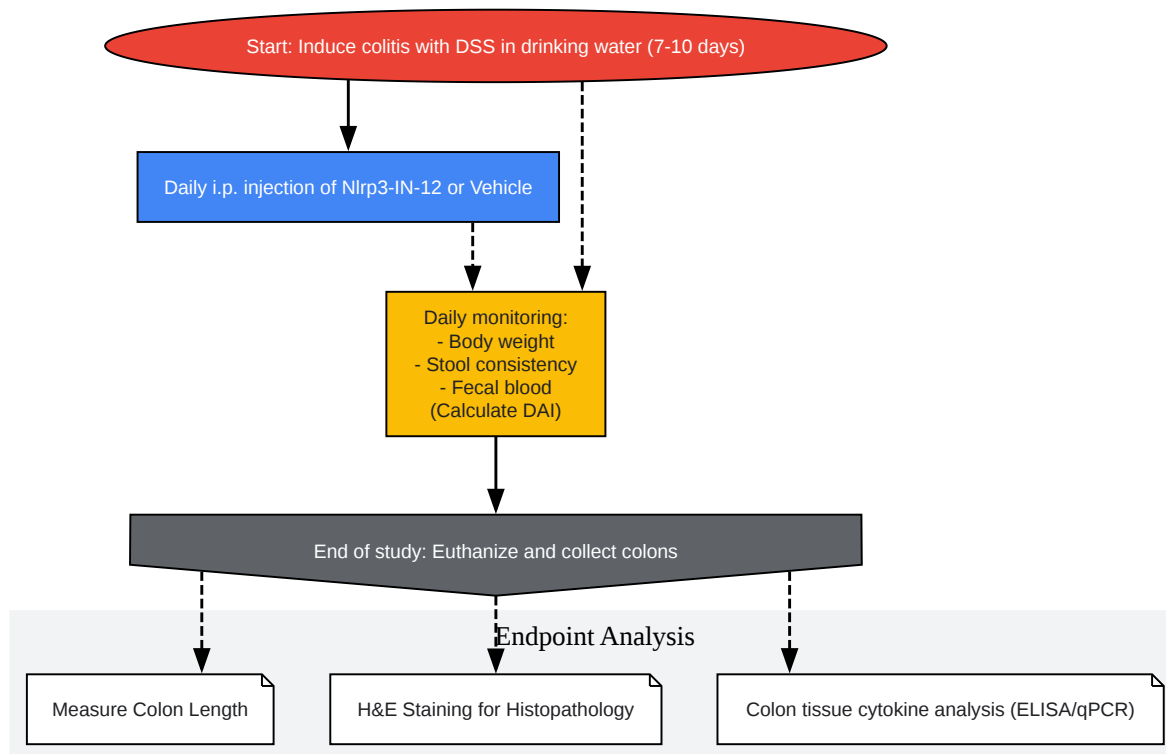 Start: Induce colitis with DSS in drinking water (7-10 days)
Daily i.p. injection of Nlrp3-IN-12 or Vehicle
Daily monitoring:
- Body weight
- Stool consistency
- Fecal blood
(Calculate DAI)
End of study: Euthanize and collect colons
Endpoint Analysis
Measure Colon Length
H&E Staining for Histopathology
Colon tissue cytokine analysis (ELISA/qPCR)